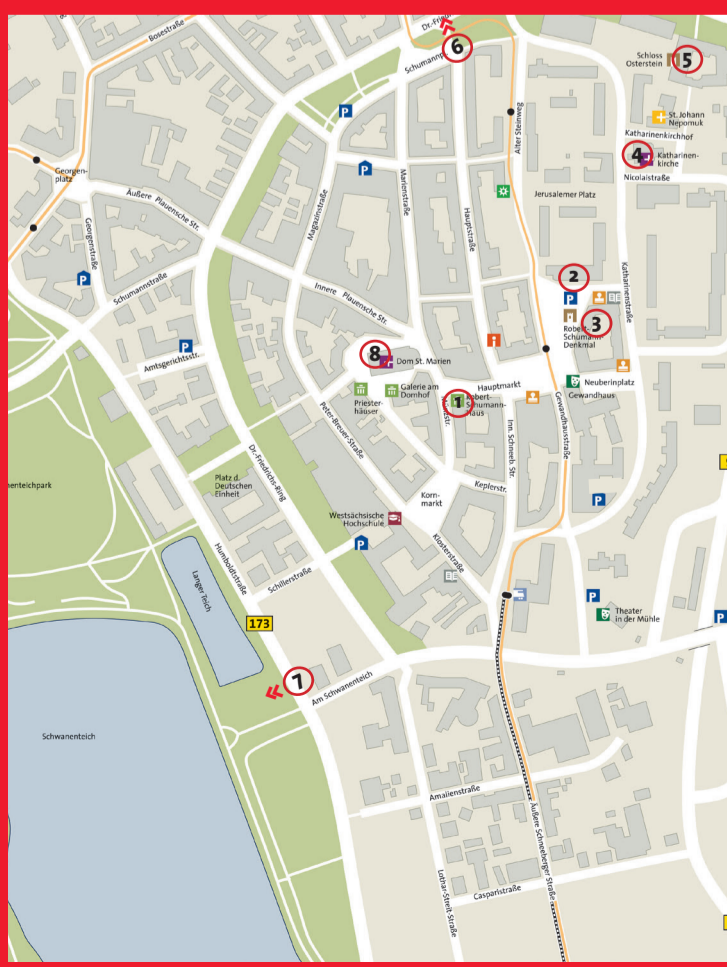 Dr.-Fried
Bosestraße
6
Schumannp
Schloss
Osterstein
5
St. Johann
Nepomuk
P
Alter Steinweg
Katharinenkirchhof
4
Katharinen-
kirche
Nicolaistraße
Georgen-
platz
P
Äußere Plauensche Str.
Magazinstraße
Marienstraße
Hauptstraße
Jerusalemer Platz
Georgenstraße
P
Schumannstraße
Innere Plauensche Str.
2
P
Katharinenstraße
3
Robert-
Schumann-
Denkmal
P
Amtsgerichtsstr.
8
Dom St. Marien
i
Hauptmarkt
Neuberinplatz
Gewandhaus
Priester-
häuser
Galerie am
Domhof
Münzstr.
1
Robert-
Schumann-
Haus
Peter-Breuer-Straße
Inn. Schneeb. Str.
Gewandhausstraße
Dr.-Friedrichs-Ring
Platz d.
Deutschen
Einheit
nenteichpark
Keplerstr.
Korn-
markt
P
Westsächsische
Hochschule
P
Klosterstraße
Humboldtstraße
Schillerstraße
Langer Teich
173
P
Theater
in der Mühle
P
7
Am Schwanenteich
Schwanenteich
Amalienstraße
Äußere Schneeberger Straße
Lothar-Streit-Straße
Casparistraße